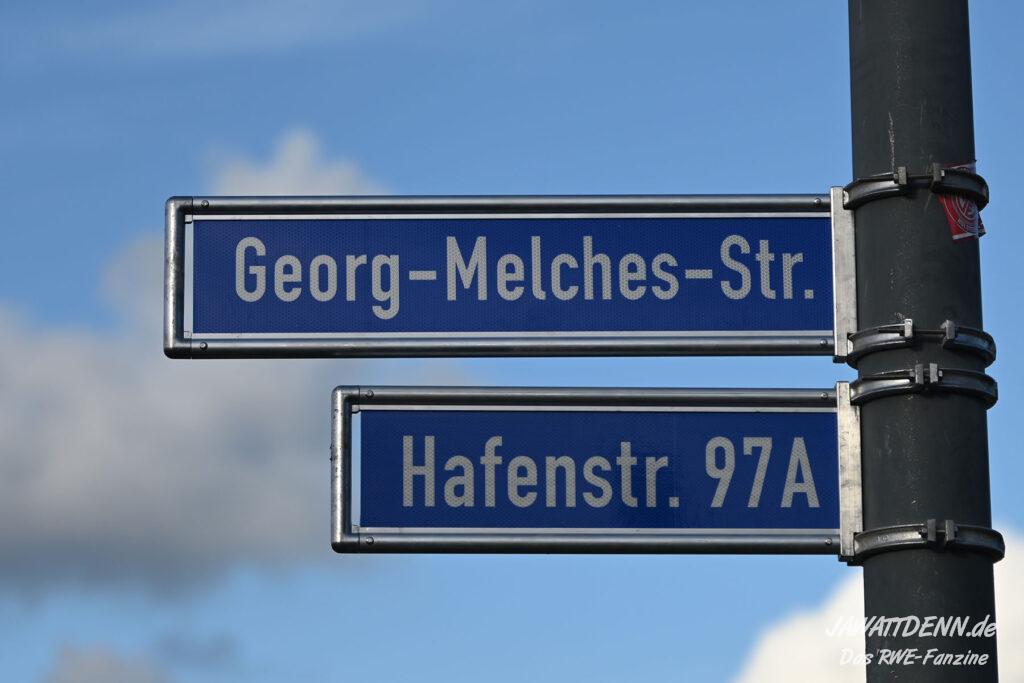 Georg-Melches-Str.
Hafenstr. 97A
JAWATTDENN.de
Das RWE-Fanzine